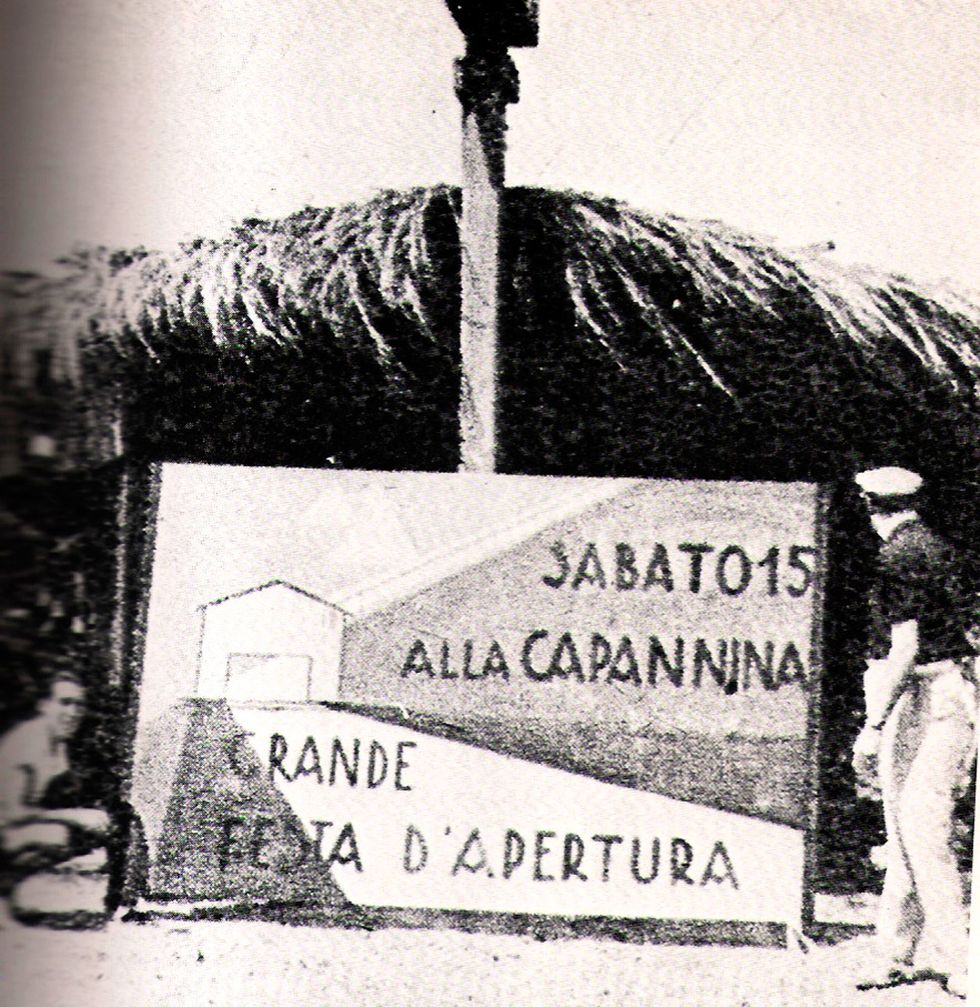 SABATO 15
ALLA CAPANNINA
GRANDE
FESTA D'APERTURA